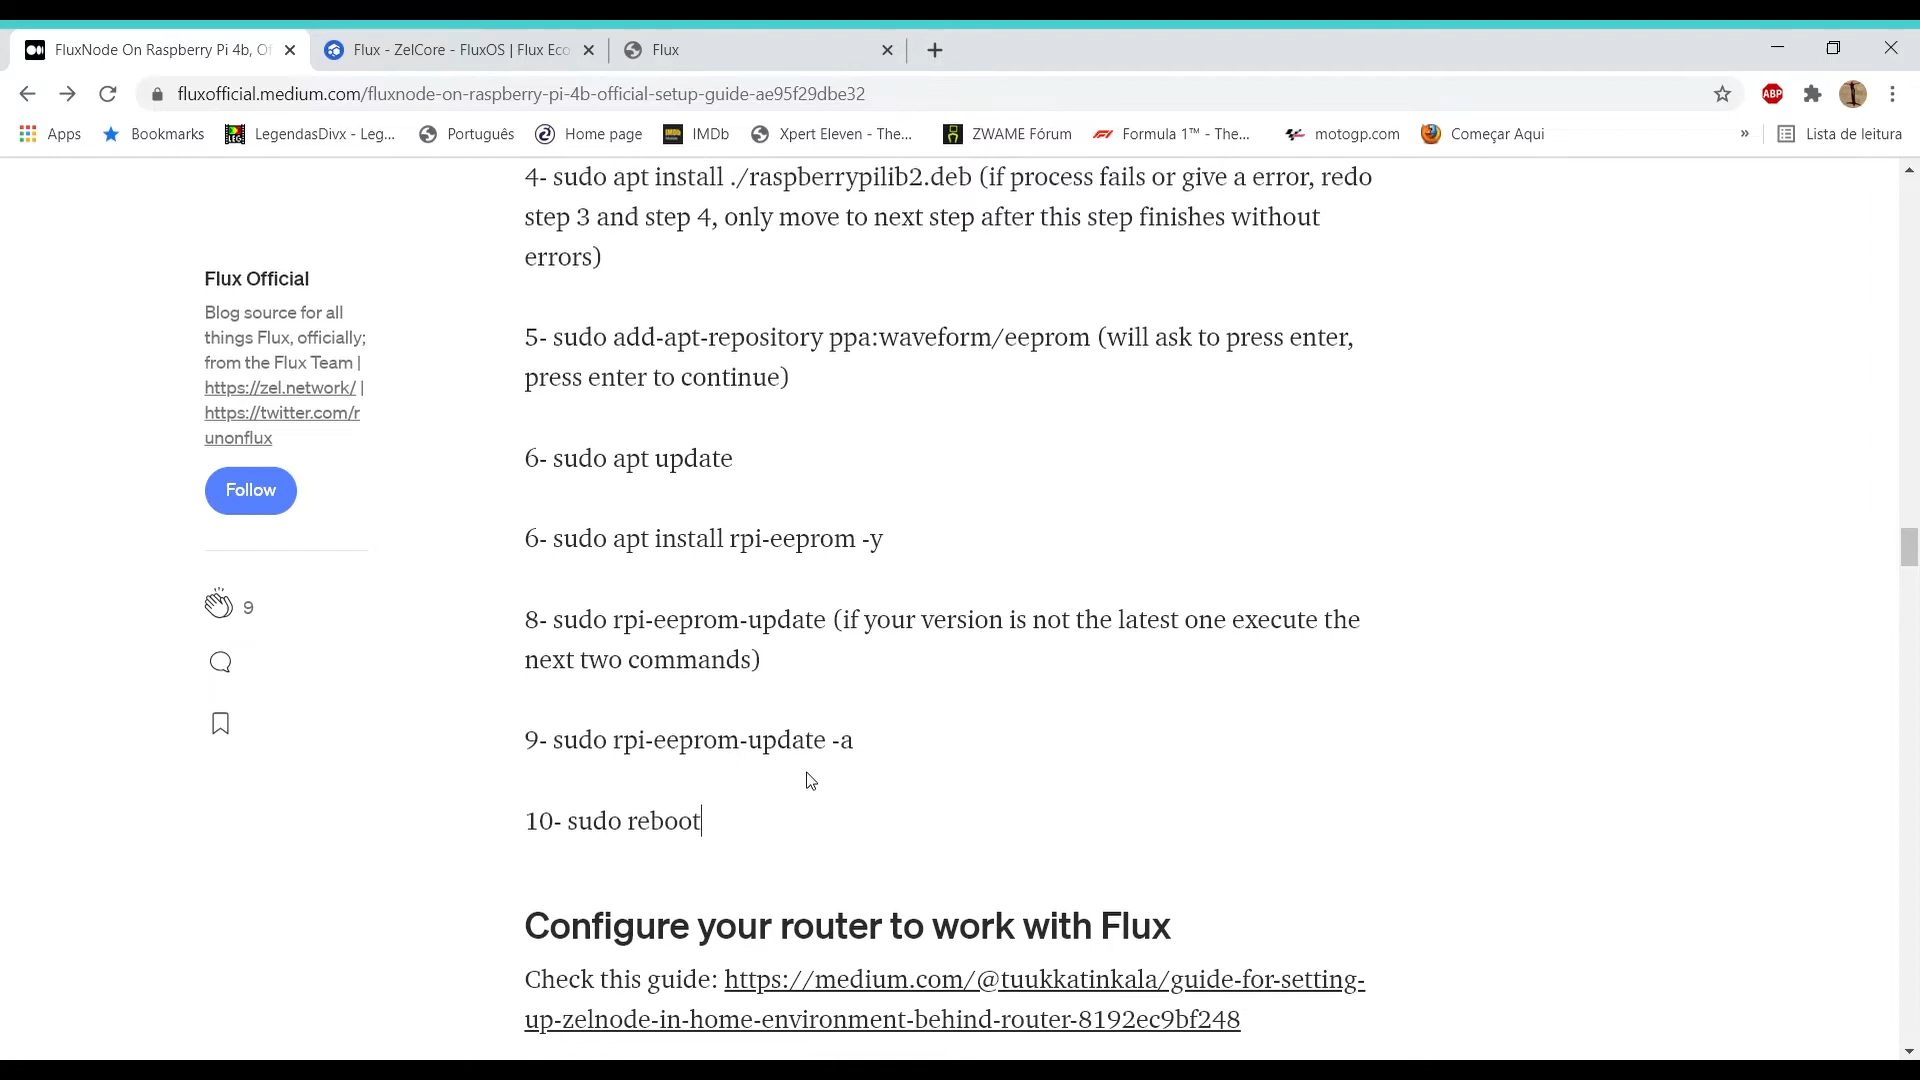 FluxNode On Raspberry Pi 4b, Of
Flux - ZelCore - FluxOS | Flux Eco
Flux
fluxofficial.medium.com/fluxnode-on-raspberry-pi-4b-official-setup-guide-ae95f29dbe32
ABP
Apps
Bookmarks
LegendasDivx - Leg...
Português
Home page
IMDb
Xpert Eleven - The...
ZWAME Fórum
Formula 1™ - The...
motogp.com
Começar Aqui
»
Lista de leitura
4- sudo apt install ./raspberrypilib2.deb (if process fails or give a error, redo
step 3 and step 4, only move to next step after this step finishes without
errors)
Flux Official
Blog source for all
things Flux, officially;
from the Flux Team |
https://zel.network/ |
https://twitter.com/r
unonflux
Follow
9
5- sudo add-apt-repository ppa:waveform/eeprom (will ask to press enter,
press enter to continue)
6- sudo apt update
6- sudo apt install rpi-eeprom -y
8- sudo rpi-eeprom-update (if your version is not the latest one execute the
next two commands)
9- sudo rpi-eeprom-update -a
10- sudo reboot
Configure your router to work with Flux
Check this guide: https://medium.com/@tuukkatinkala/guide-for-setting-
up-zelnode-in-home-environment-behind-router-8192ec9bf248